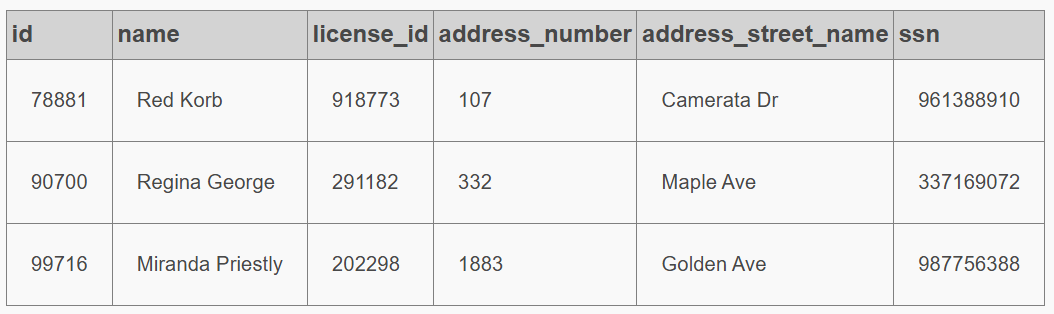 id name license_id address_number address_street_name ssn
78881 Red Korb 918773 107 Camerata Dr 961388910
90700 Regina George 291182 332 Maple Ave 337169072
99716 Miranda Priestly 202298 1883 Golden Ave 987756388